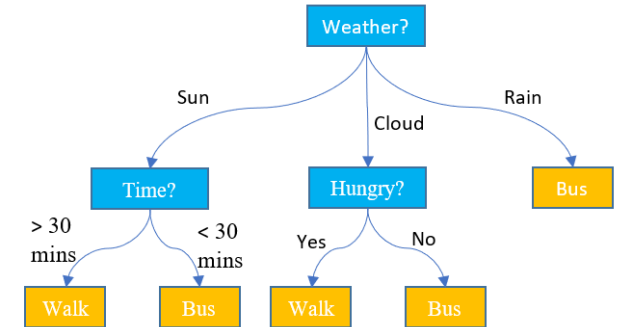 Weather?
Sun
Cloud
Rain
Time?
Hungry?
Bus
> 30
mins
< 30
mins
Yes
No
Walk
Bus
Walk
Bus